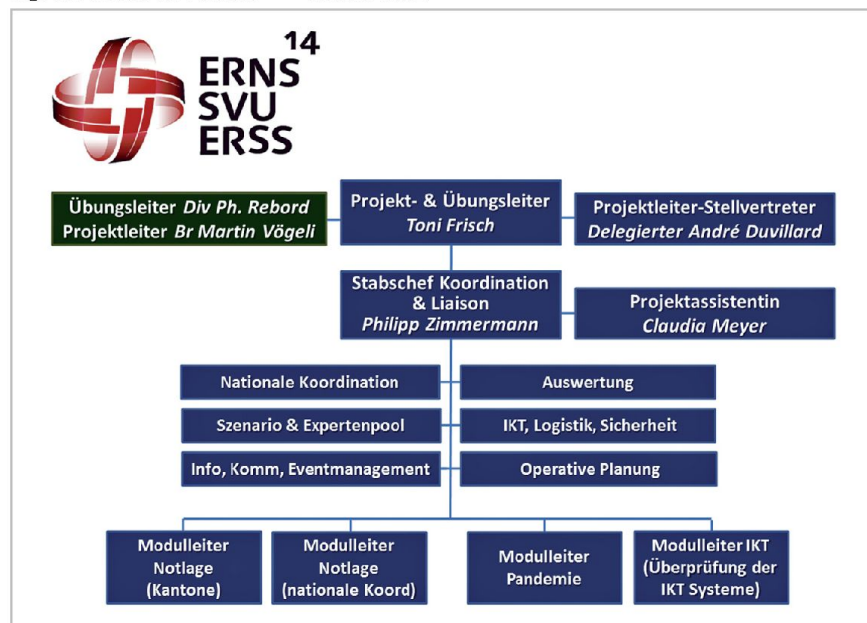 14
ERNS
SVU
ERSS
Übungsleiter Div Ph. Rebord
Projektleiter Br Martin Vögeli
Projekt- & Übungsleiter
Toni Frisch
Projektleiter-Stellvertreter
Delegierter André Duvillard
Stabschef Koordination
& Liaison
Philipp Zimmermann
Projektassistentin
Claudia Meyer
Nationale Koordination
Auswertung
Szenario & Expertenpool
IKT, Logistik, Sicherheit
Info, Komm, Eventmanagement
Operative Planung
Modulleiter
Notlage
(Kantone)
Modulleiter
Notlage
(nationale Koord)
Modulleiter
Pandemie
Modulleiter IKT
(Überprüfung der
IKT Systeme)